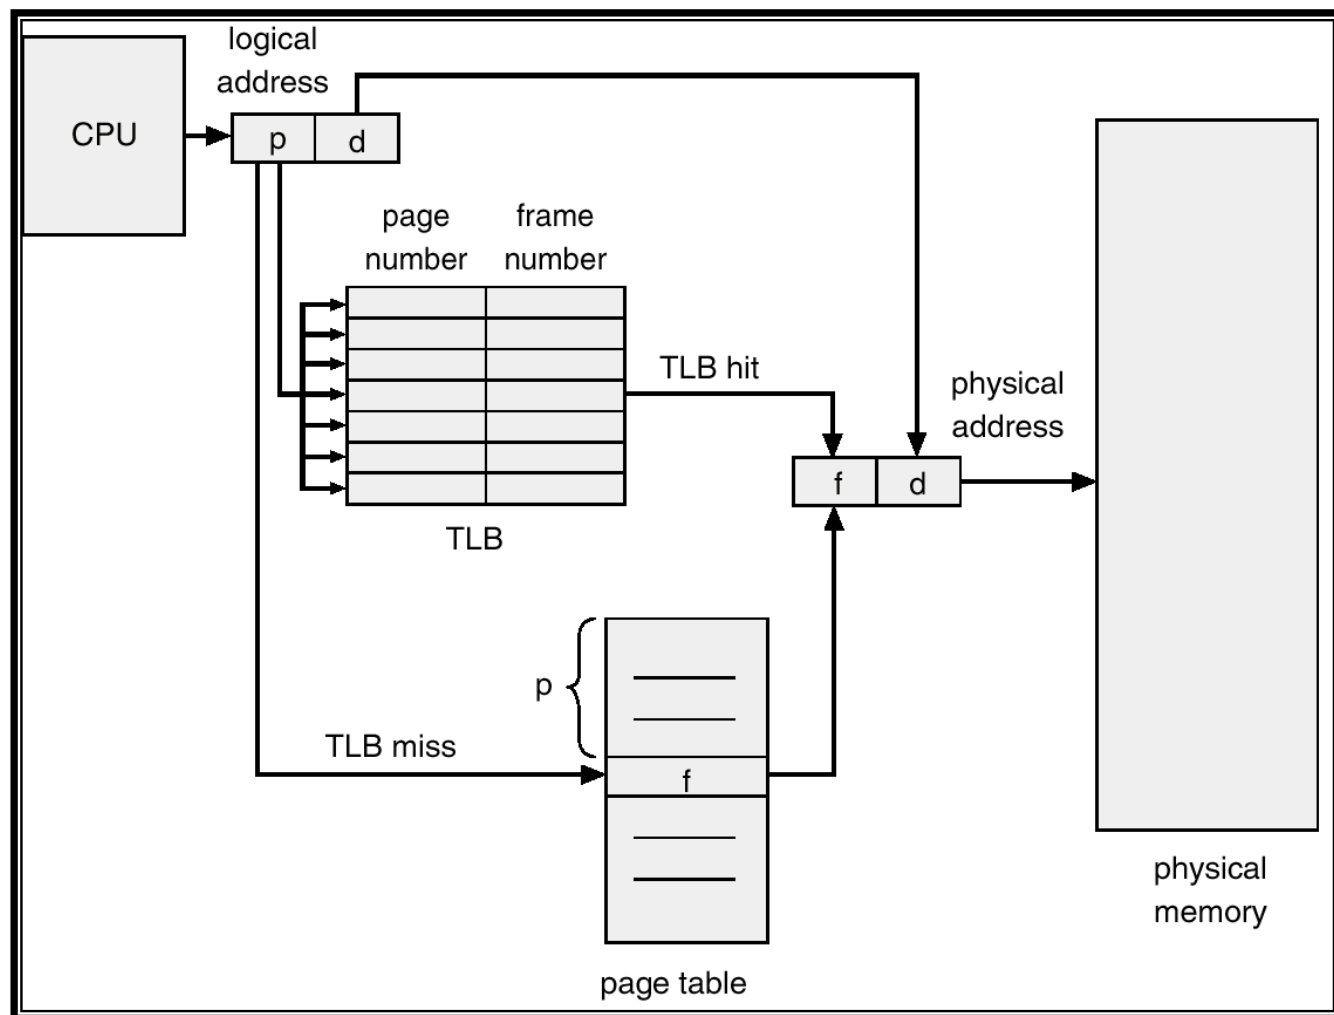 logical
address
CPU
p
d
page
number
frame
number
TLB hit
physical
address
f
d
TLB
p
TLB miss
f
physical
memory
page table